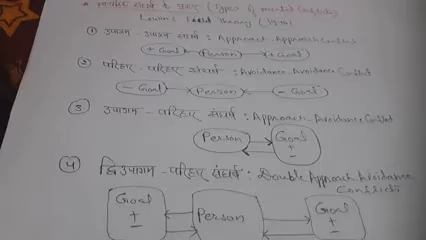 * मानसिक संघर्ष के प्रकार (Types of mental Conflicts)
Lewin: Field Theory
① उपागम - उपागम संघर्ष : Approach-Approach Conflict
+ Goal Person + Goal
② परिहार - परिहार संघर्ष : Avoidance-Avoidance Conflict
- Goal Person - Goal
③ उपागम - परिहार संघर्ष : Approach-Avoidance Conflict
Person Goal + -
④ द्विउपागम - परिहार संघर्ष : Double Approach Avoidance
Conflicts
Goal + - Person Goal + -